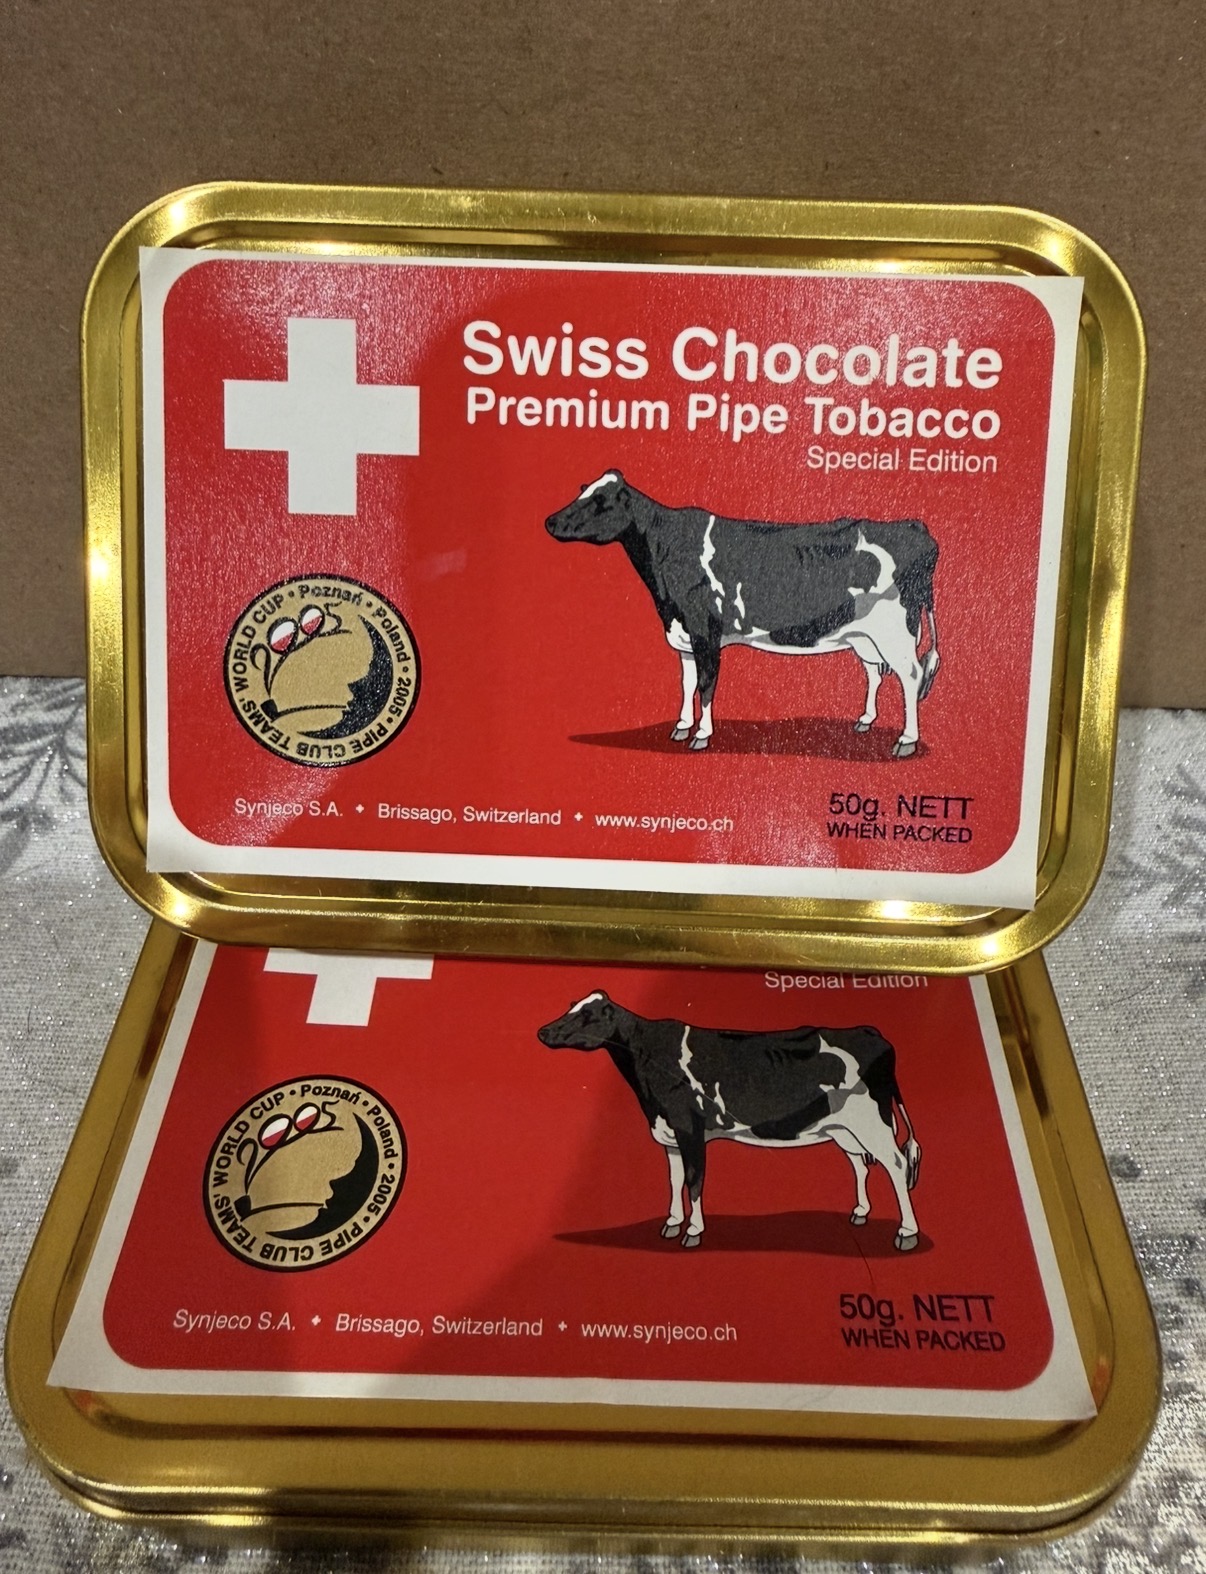 Swiss Chocolate
Premium Pipe Tobacco
Special Edition
PIPE CLUB TEAMS' WORLD CUP • Poznań • Poland • 2005 •
2005
Synjeco S.A. ✦ Brissago, Switzerland ✦ www.synjeco.ch
50g. NETT
WHEN PACKED
Special Edition
PIPE CLUB TEAMS' WORLD CUP • Poznań • Poland • 2005 •
2005
Synjeco S.A. ✦ Brissago, Switzerland ✦ www.synjeco.ch
50g. NETT
WHEN PACKED